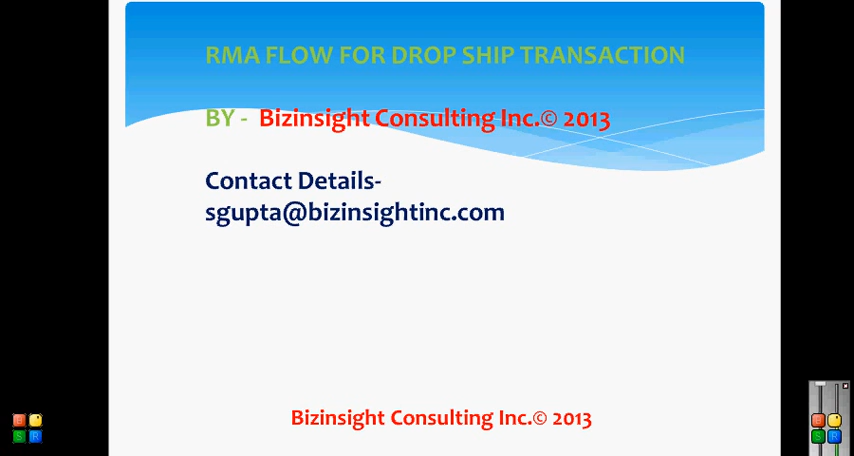 RMA FLOW FOR DROP SHIP TRANSACTION
BY - Bizinsight Consulting Inc.© 2013
Contact Details-
sgupta@bizinsightinc.com
Bizinsight Consulting Inc.© 2013